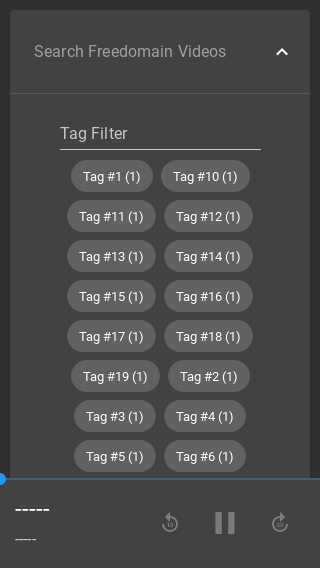 Search Freedomain Videos
Tag Filter
Tag #1 (1) Tag #10 (1)
Tag #11 (1) Tag #12 (1)
Tag #13 (1) Tag #14 (1)
Tag #15 (1) Tag #16 (1)
Tag #17 (1) Tag #18 (1)
Tag #19 (1) Tag #2 (1)
Tag #3 (1) Tag #4 (1)
Tag #5 (1) Tag #6 (1)
-----
10 30
-----